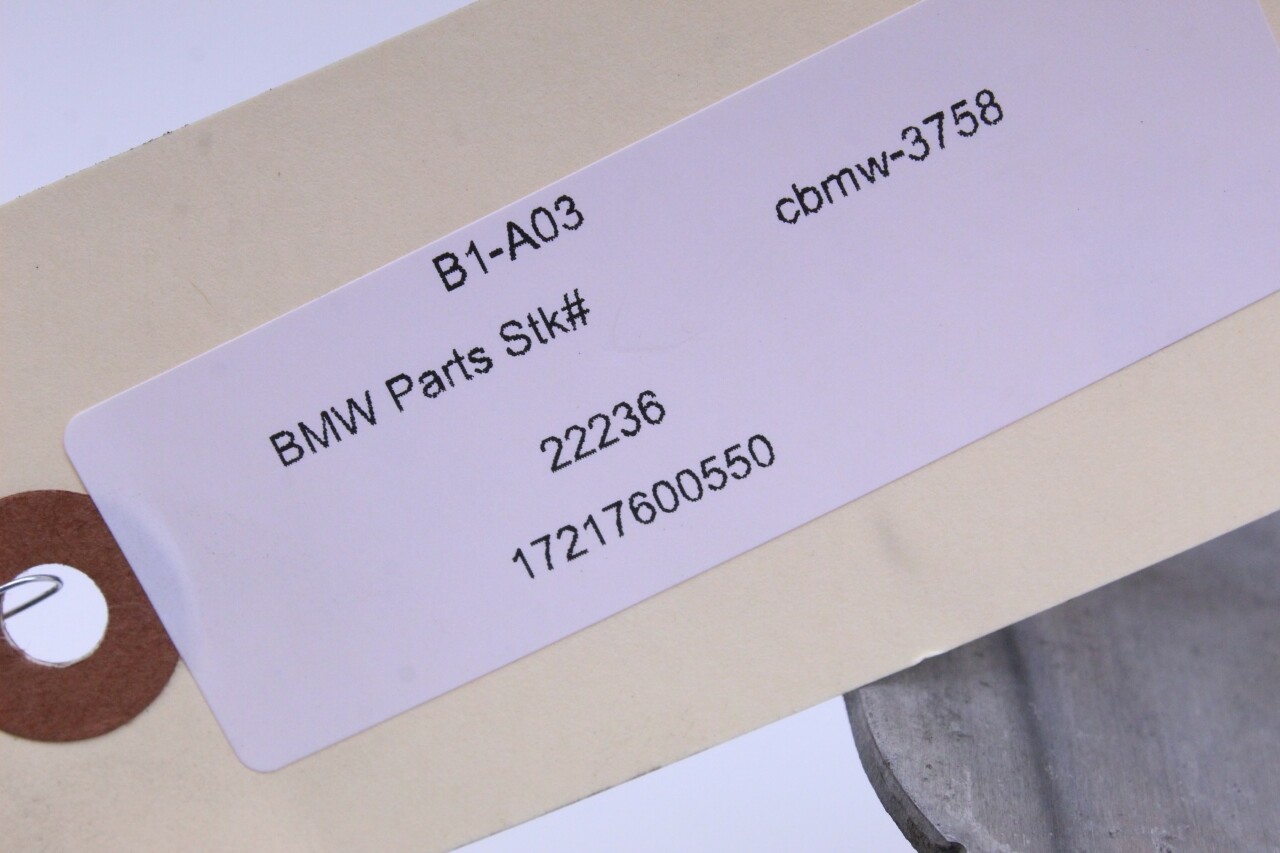 B1-A03 cbmw-3758
BMW Parts Stk#
22236
17217600550